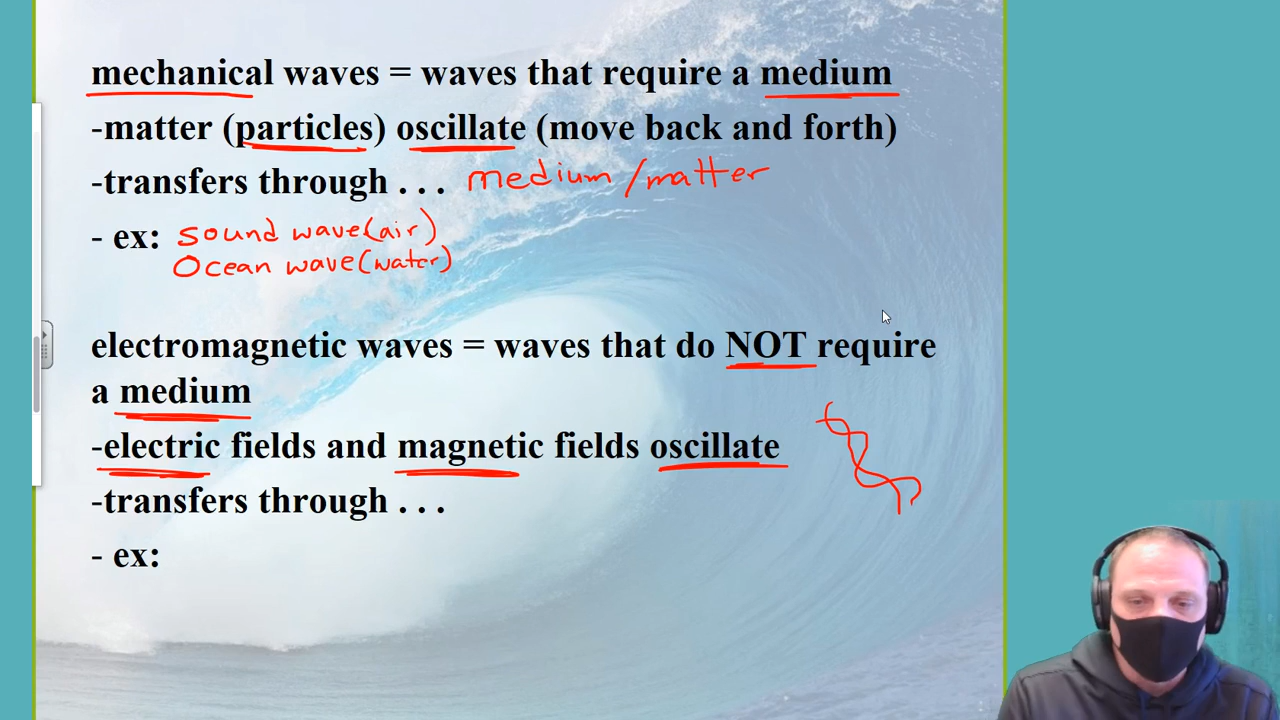 mechanical waves = waves that require a medium
-matter (particles) oscillate (move back and forth)
-transfers through . . . medium/matter
- ex: sound wave(air)
Ocean wave(water)
electromagnetic waves = waves that do NOT require
a medium
-electric fields and magnetic fields oscillate
-transfers through . . .
- ex: